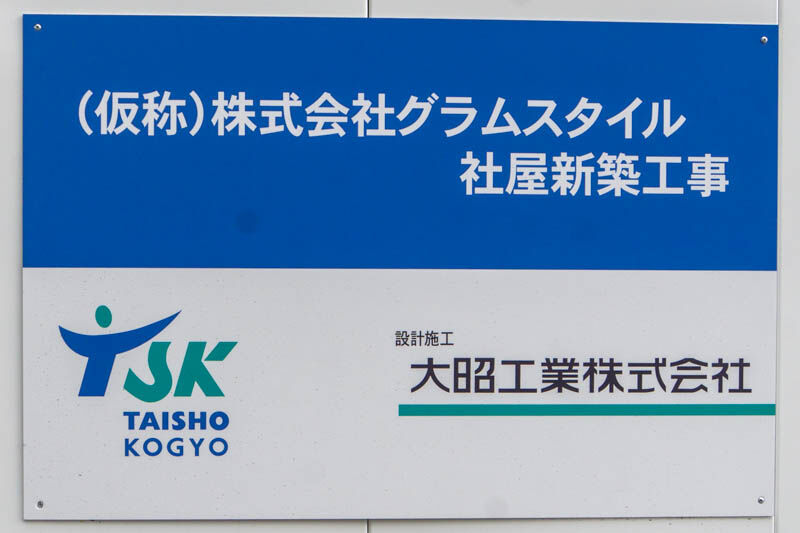 （仮称）株式会社グラムスタイル
社屋新築工事
TSK
TAISHO
KOGYO
設計施工
大昭工業株式会社